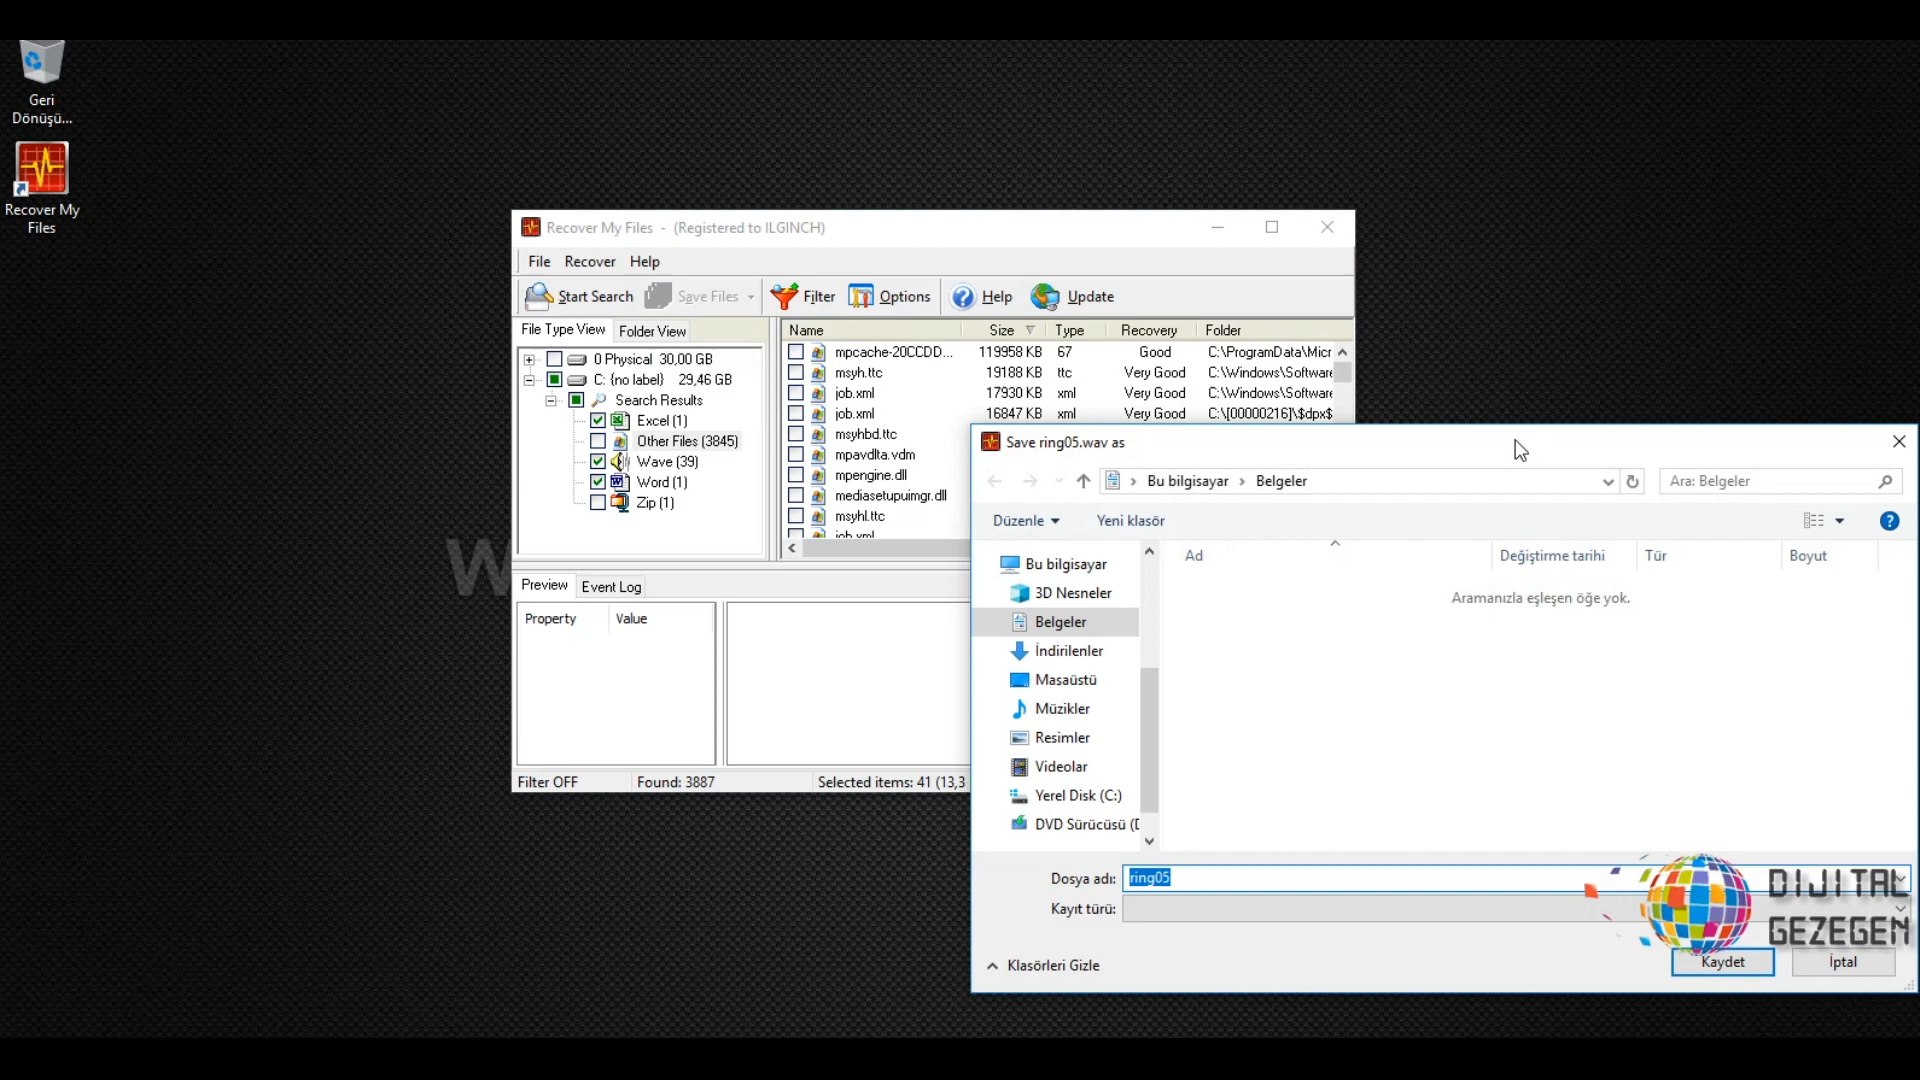 Geri
Dönüşü...
Recover My
Files
Recover My Files - (Registered to ILGINCH)
File Recover Help
Start Search Save Files Filter Options Help Update
File Type View Folder View
0 Physical 30,00 GB
C: {no label} 29,46 GB
Search Results
Excel (1)
Other Files (3845)
Wave (39)
Word (1)
Zip (1)
Name Size Type Recovery Folder
mpcache-20CCDD... 119958 KB 67 Good C:\ProgramData\Micr
msyh.ttc 19188 KB ttc Very Good C:\Windows\Software
job.xml 17930 KB xml Very Good C:\Windows\Software
job.xml 16847 KB xml Very Good C:\[00000216]\$dpx$
msyhbd.ttc
mpavdlta.vdm
mpengine.dll
mediasetupuimgr.dll
msyhl.ttc
job.xml
W
Preview Event Log
Property Value
Filter OFF Found: 3887 Selected items: 41 (13,3
Save ring05.wav as
Bu bilgisayar Belgeler
Ara: Belgeler
Düzenle Yeni klasör
Bu bilgisayar
3D Nesneler
Belgeler
İndirilenler
Masaüstü
Müzikler
Resimler
Videolar
Yerel Disk (C:)
DVD Sürücüsü (D
Ad Değiştirme tarihi Tür Boyut
Aramanızla eşleşen öğe yok.
Dosya adı: ring05
Kayıt türü:
Klasörleri Gizle
Kaydet İptal
DIJITAL
GEZEGEN